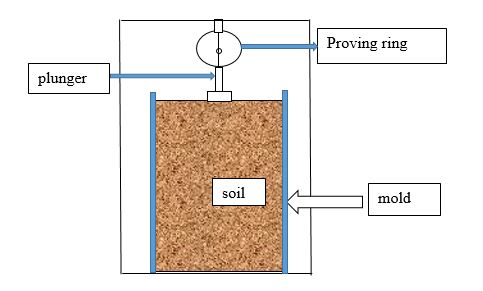 Proving ring
plunger
soil
mold